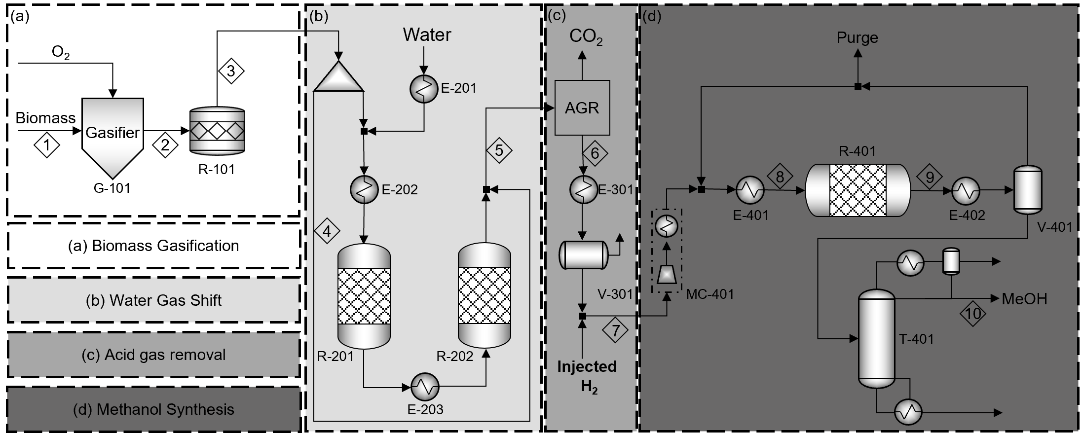 (a)
O2
Biomass
1
Gasifier
G-101
2
R-101
3
(a) Biomass Gasification
(b) Water Gas Shift
(c) Acid gas removal
(d) Methanol Synthesis
(b)
Water
E-201
E-202
4
R-201
E-203
R-202
5
(c)
CO2
AGR
6
E-301
V-301
7
Injected
H2
(d)
Purge
MC-401
E-401
8
R-401
9
E-402
V-401
T-401
MeOH
10